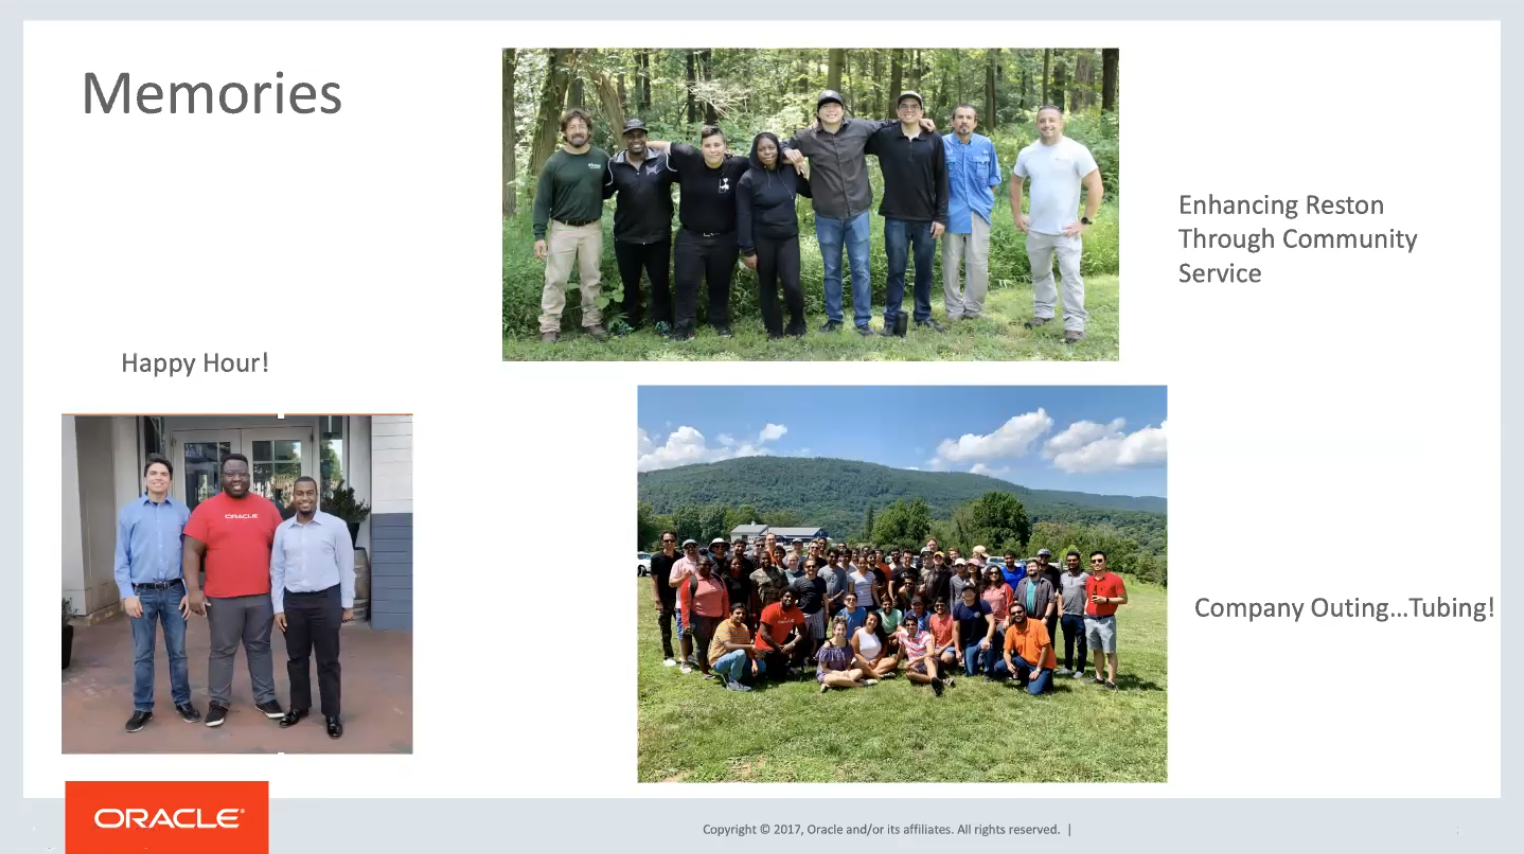 Memories
Enhancing Reston
Through Community
Service
Happy Hour!
ORACLE
Company Outing...Tubing!
ORACLE
Copyright © 2017, Oracle and/or its affiliates. All rights reserved. |